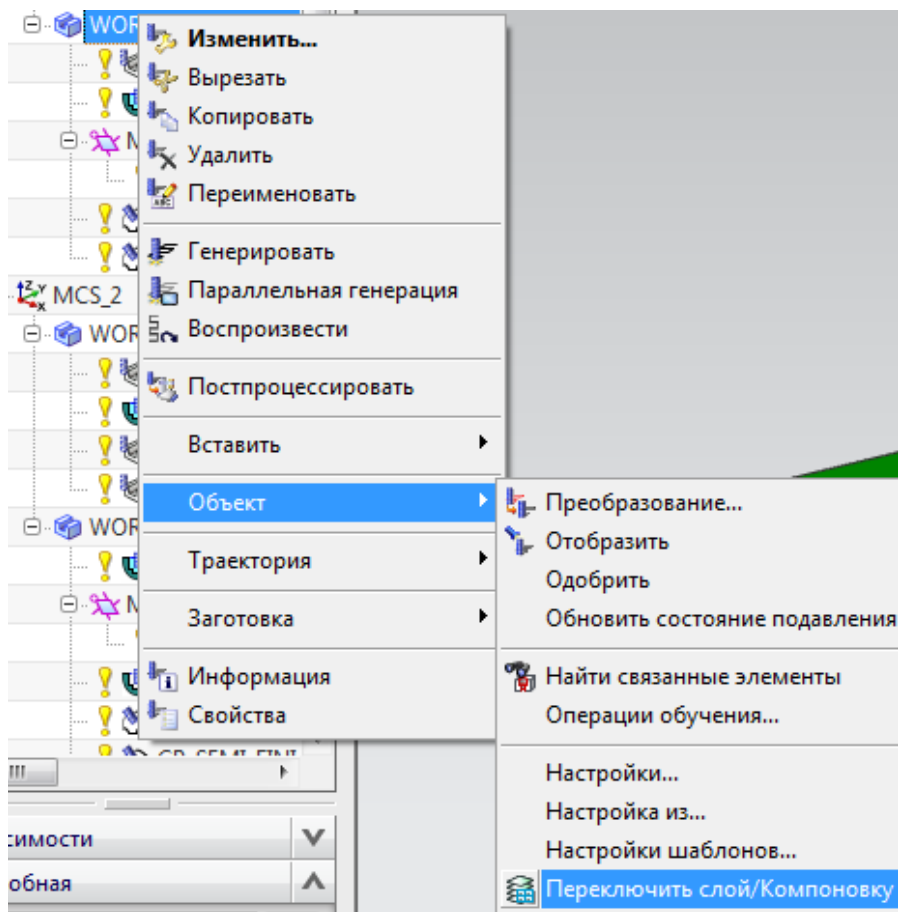 WOR
Изменить...
Вырезать
Копировать
Удалить
Переименовать
Генерировать
Параллельная генерация
MCS_2
WOR
Воспроизвести
Постпроцессировать
Вставить
Объект
WOR
Траектория
Заготовка
Информация
Свойства
Преобразование...
Отобразить
Одобрить
Обновить состояние подавления
Найти связанные элементы
Операции обучения...
Настройки...
Настройка из...
Настройки шаблонов...
Переключить слой/Компоновку
симости
обная